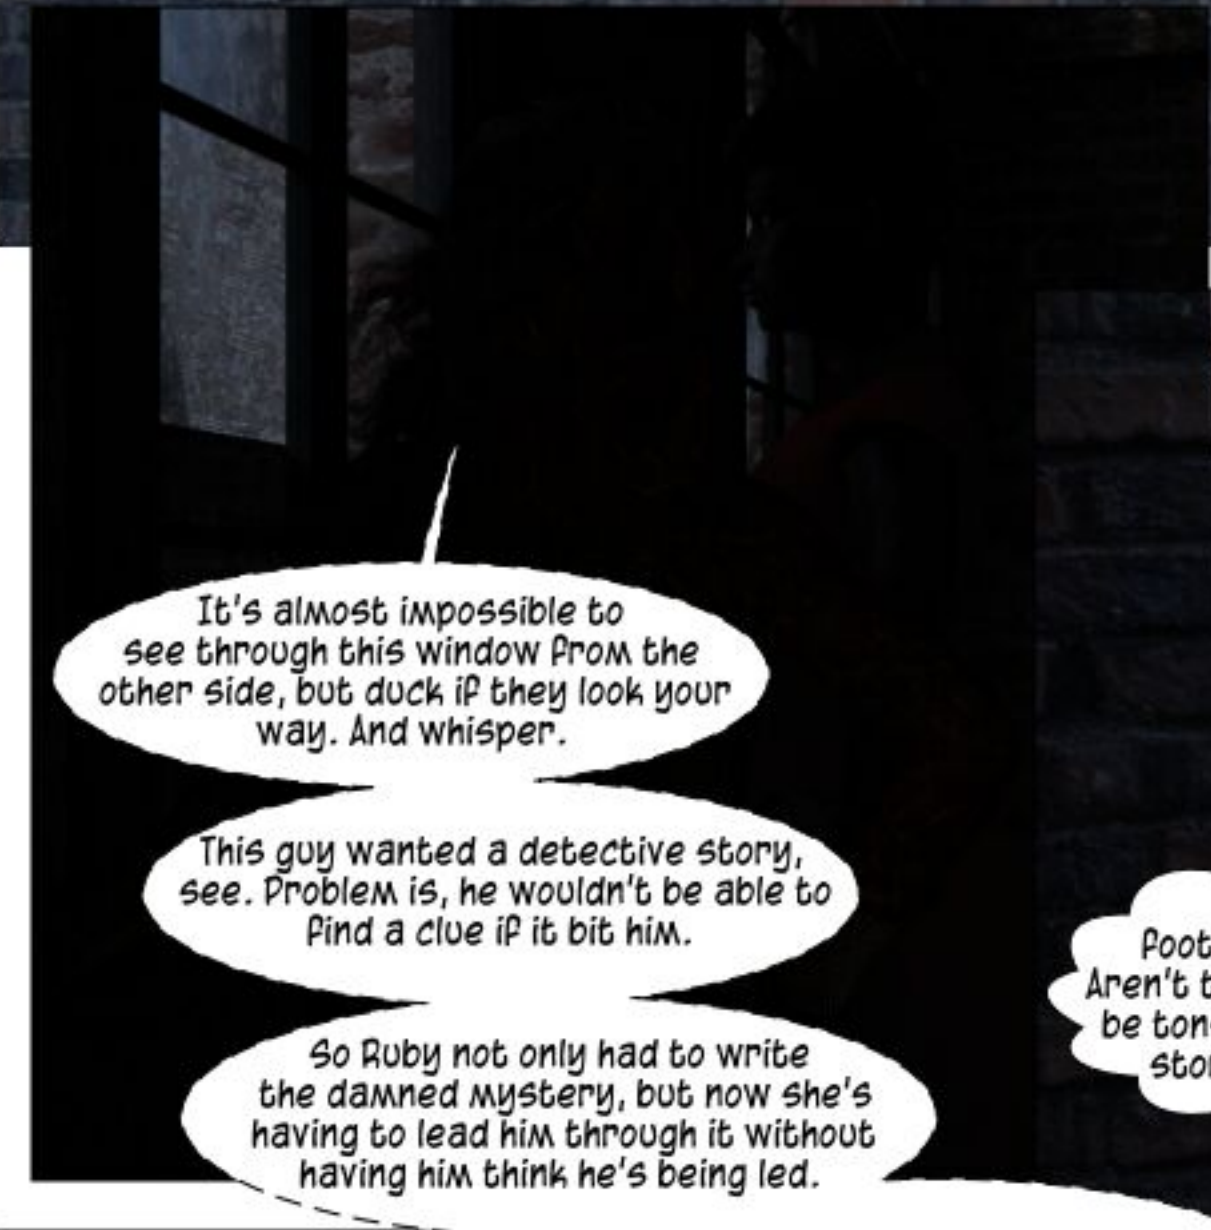 It's almost impossible to
see through this window from the
other side, but duck if they look your
way. And whisper.
This guy wanted a detective story,
see. Problem is, he wouldn't be able to
find a clue if it bit him.
So Ruby not only had to write
the damned mystery, but now she's
having to lead him through it without
having him think he's being led.
Aren't
be